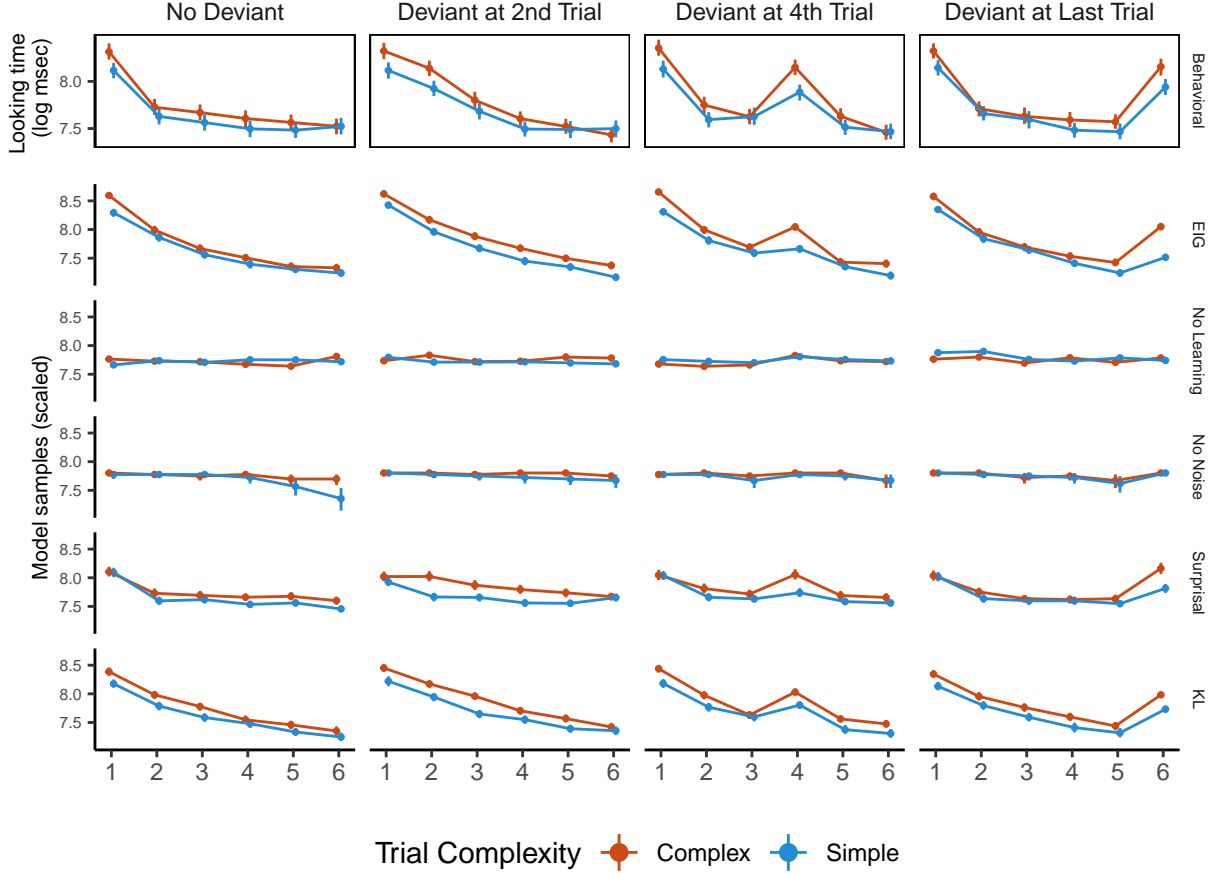 No Deviant Deviant at 2nd Trial Deviant at 4th Trial Deviant at Last Trial
Looking time
(log msec)
8.0
7.5
Behavioral
Model samples (scaled)
8.5
8.0
7.5
EIG
8.5
8.0
7.5
No Learning
8.5
8.0
7.5
No Noise
8.5
8.0
7.5
Surprisal
8.5
8.0
7.5
KL
1 2 3 4 5 6 1 2 3 4 5 6 1 2 3 4 5 6 1 2 3 4 5 6
Trial Complexity Complex Simple